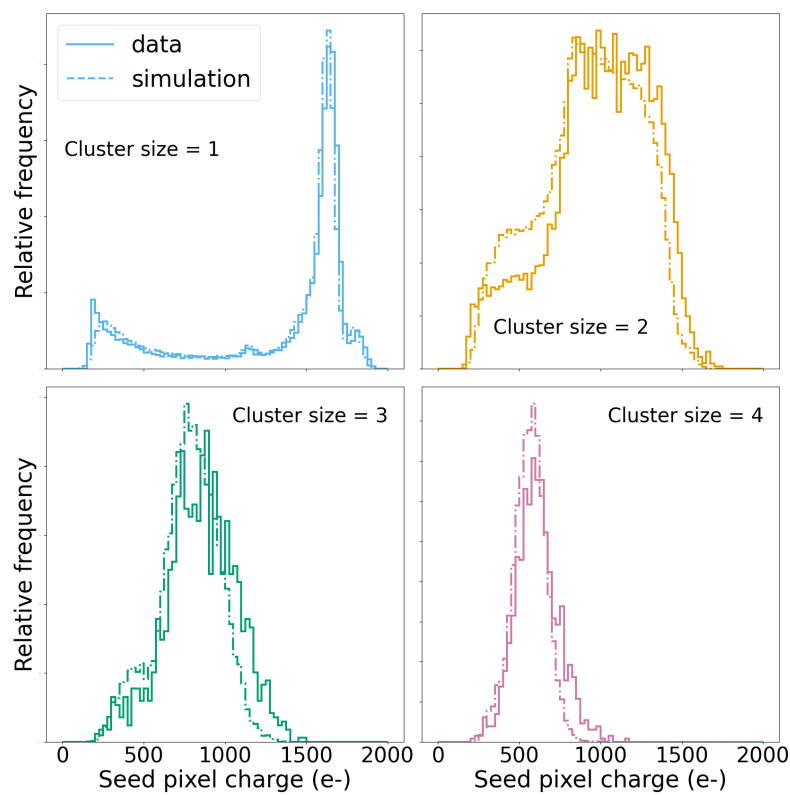 data
simulation
Cluster size = 1
Relative frequency
Cluster size = 2
Cluster size = 3
Relative frequency
0 500 1000 1500 2000
Seed pixel charge (e-)
Cluster size = 4
0 500 1000 1500 2000
Seed pixel charge (e-)